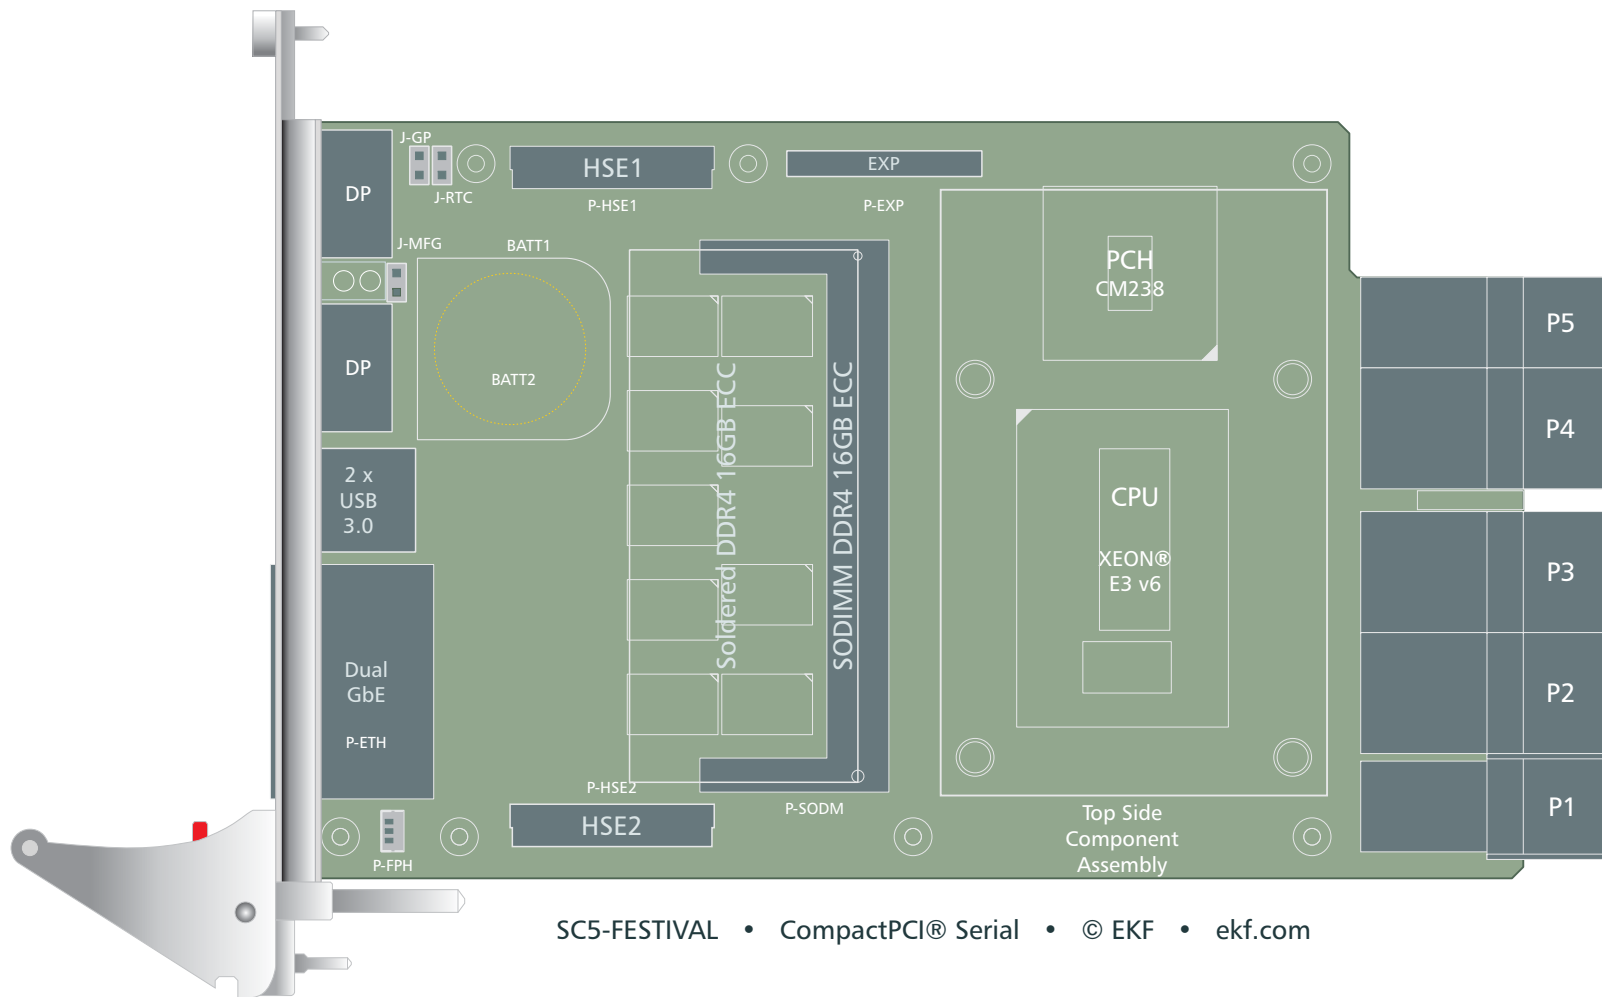 J-GP
DP
J-RTC
HSE1
P-HSE1
EXP
P-EXP
J-MFG
BATT1
BATT2
DP
2 x
USB
3.0
Dual
GbE
P-ETH
P-FPH
Soldered DDR4 16GB ECC
SODIMM DDR4 16GB ECC
P-HSE2
HSE2
P-SODM
PCH
CM238
CPU
XEON®
E3 v6
Top Side
Component
Assembly
P5
P4
P3
P2
P1
SC5-FESTIVAL • CompactPCI® Serial • © EKF • ekf.com